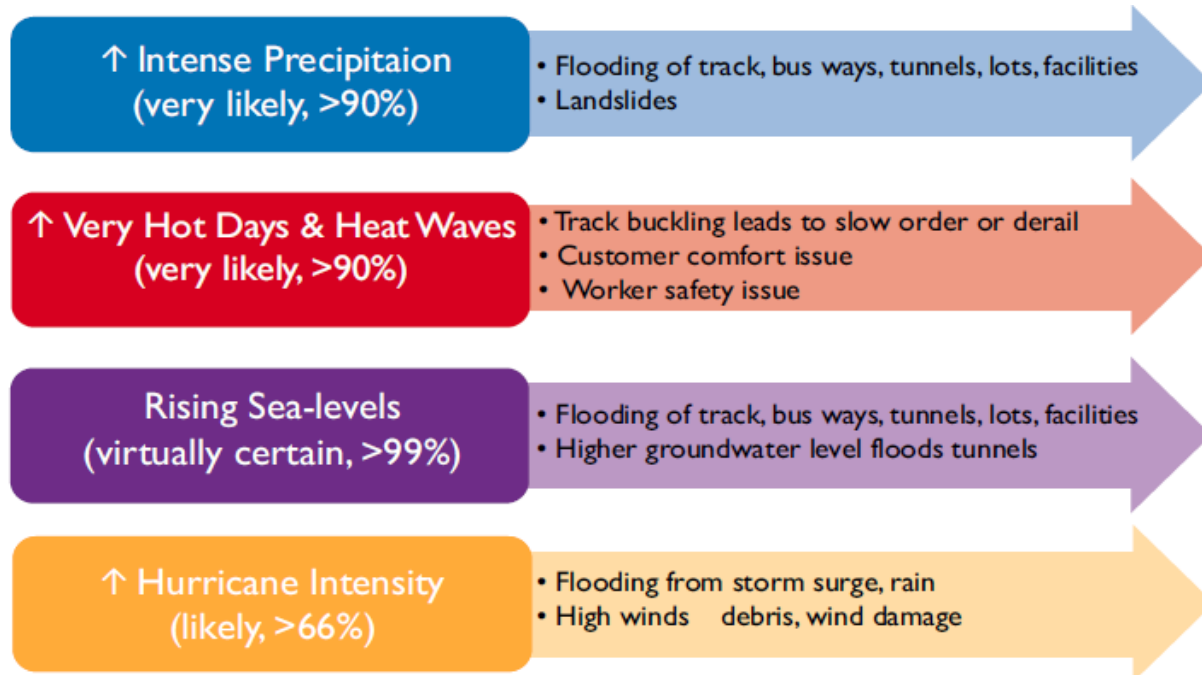 ↑ Intense Precipitaion
(very likely, >90%)
• Flooding of track, bus ways, tunnels, lots, facilities
• Landslides
↑ Very Hot Days & Heat Waves
(very likely, >90%)
• Track buckling leads to slow order or derail
• Customer comfort issue
• Worker safety issue
Rising Sea-levels
(virtually certain, >99%)
• Flooding of track, bus ways, tunnels, lots, facilities
• Higher groundwater level floods tunnels
↑ Hurricane Intensity
(likely, >66%)
• Flooding from storm surge, rain
• High winds debris, wind damage